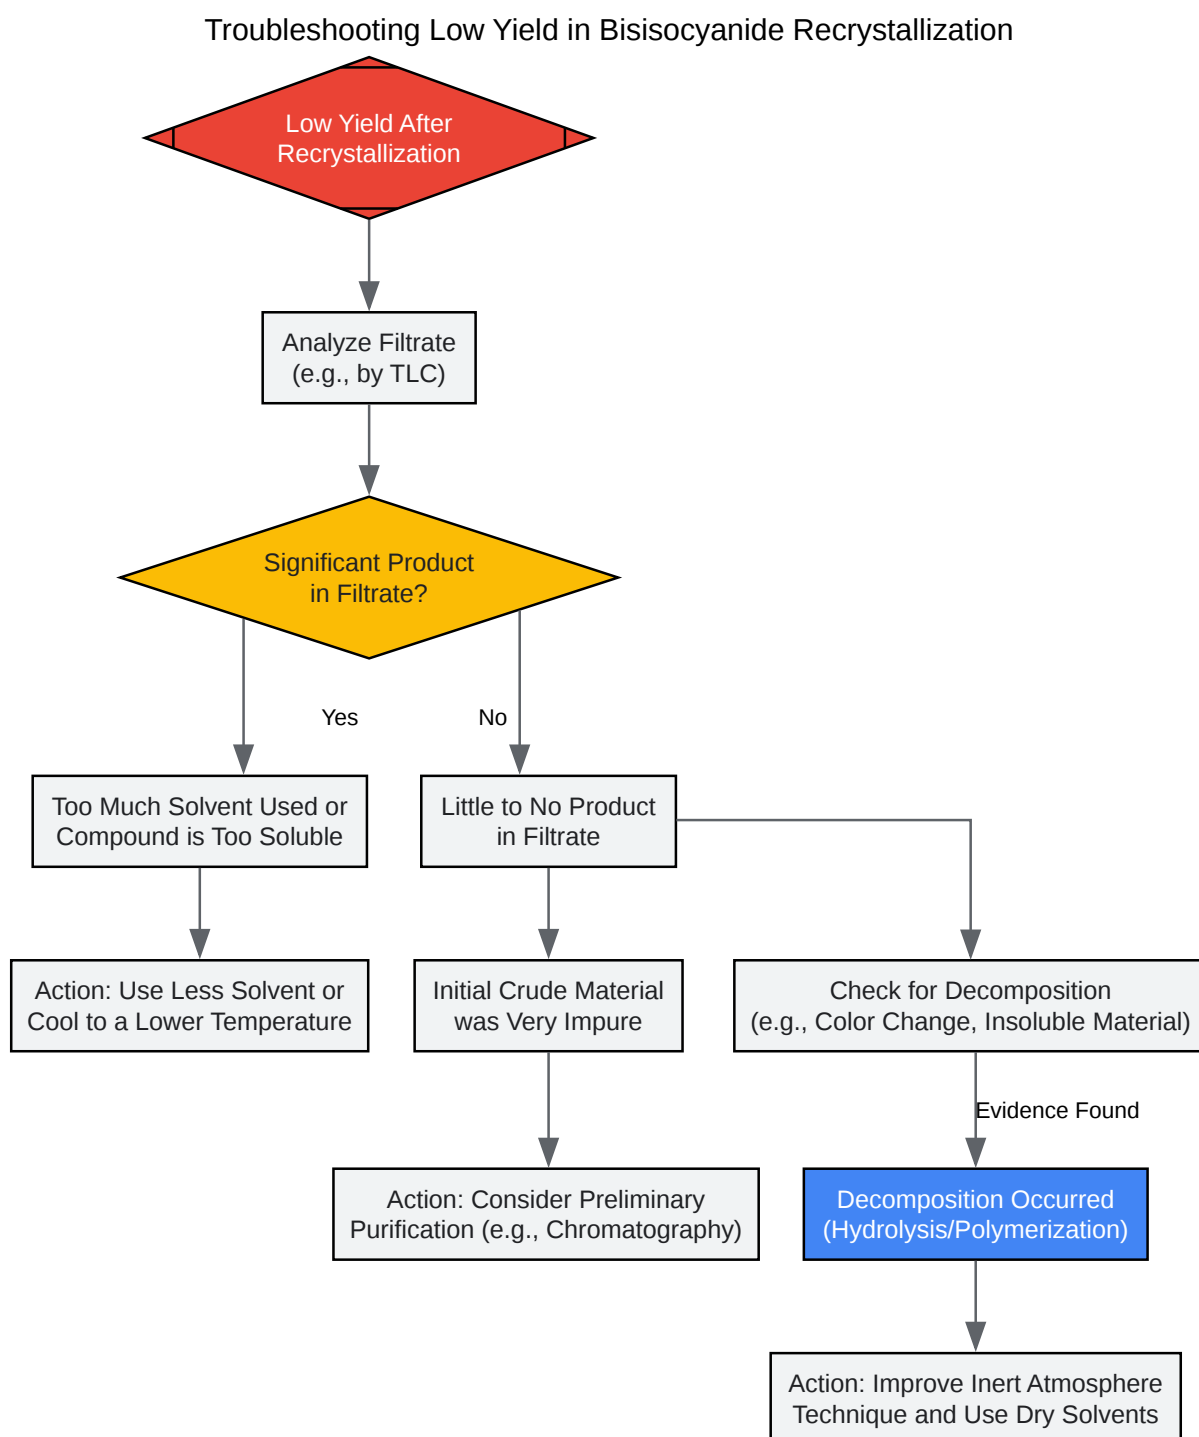 Troubleshooting Low Yield in Bisisocyanide Recrystallization
Low Yield After
Recrystallization
Analyze Filtrate
(e.g., by TLC)
Significant Product
in Filtrate?
Yes
No
Too Much Solvent Used or
Compound is Too Soluble
Little to No Product
in Filtrate
Action: Use Less Solvent or
Cool to a Lower Temperature
Initial Crude Material
was Very Impure
Check for Decomposition
(e.g., Color Change, Insoluble Material)
Evidence Found
Action: Consider Preliminary
Purification (e.g., Chromatography)
Decomposition Occurred
(Hydrolysis/Polymerization)
Action: Improve Inert Atmosphere
Technique and Use Dry Solvents